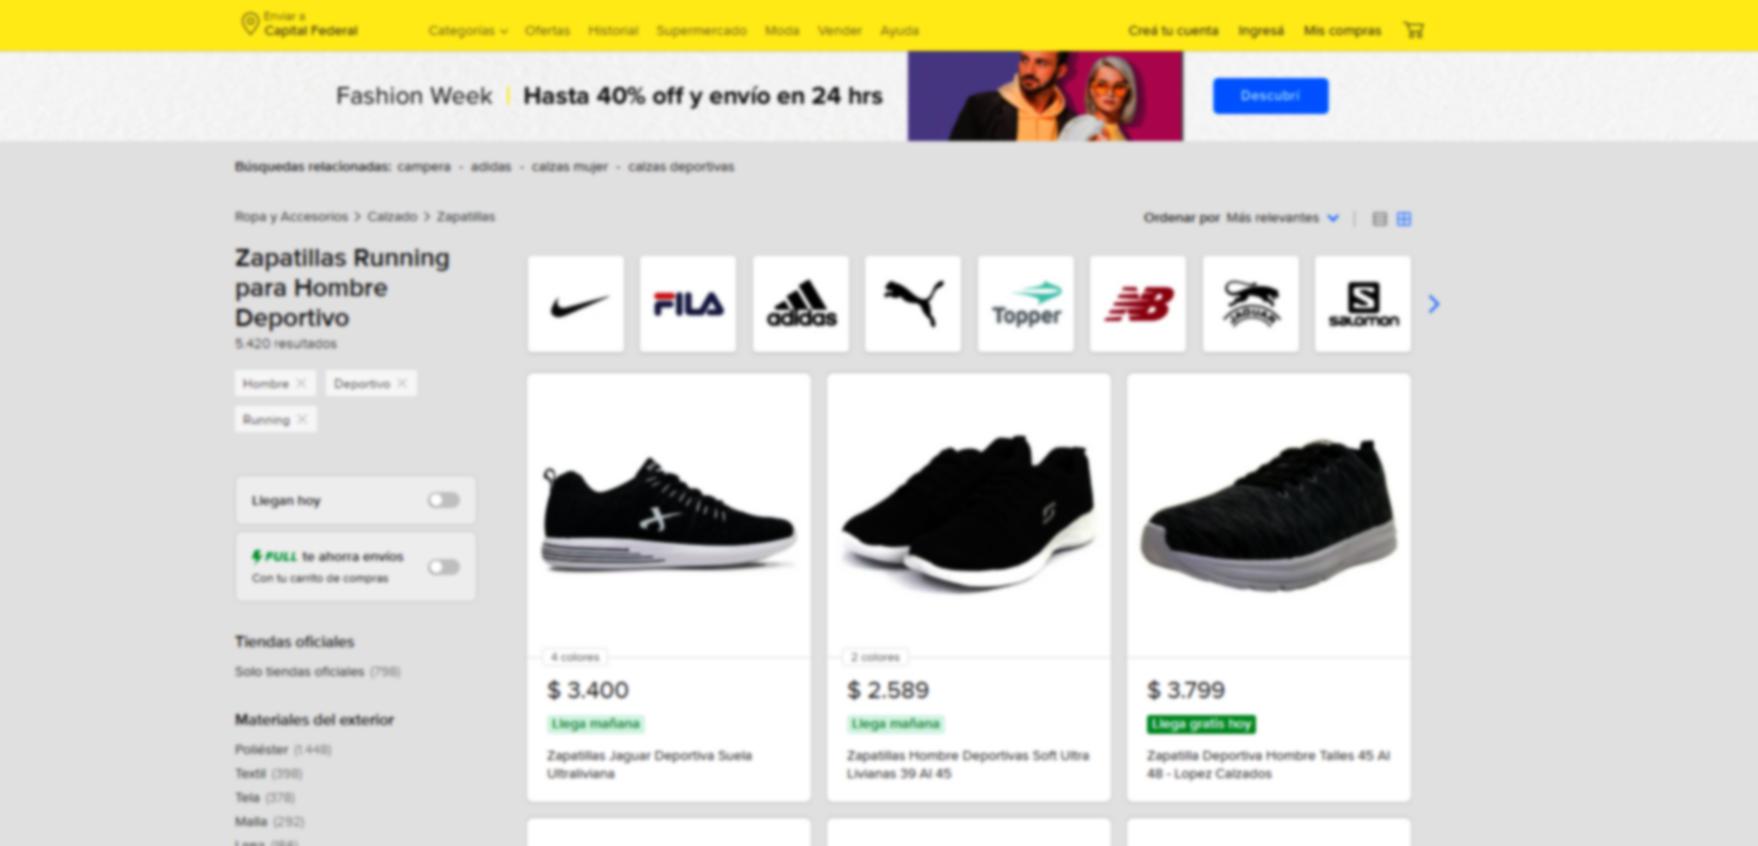 Enviar a
Capital Federal
Categorías Ofertas Historial Supermercado Moda Vender Ayuda
Creá tu cuenta Ingresá Mis compras
Fashion Week | Hasta 40% off y envío en 24 hrs
Descubrí
Búsquedas relacionadas: campera - adidas - calzas mujer - calzas deportivas
Ropa y Accesorios > Calzado > Zapatillas
Ordenar por Más relevantes
Zapatillas Running
para Hombre
Deportivo
5.420 resultados
Hombre Deportivo
Running
FILA adidas Topper NB JAGUAR S SALOMON
Llegan hoy
FULL te ahorra envíos
Con tu carrito de compras
Tiendas oficiales
Solo tiendas oficiales (798)
Materiales del exterior
Poliéster (1.448)
Textil (398)
Tela (378)
Malla (292)
4 colores
$ 3.400
Llega mañana
Zapatillas Jaguar Deportiva Suela
Ultraliviana
2 colores
$ 2.589
Llega mañana
Zapatillas Hombre Deportivas Soft Ultra
Livianas 39 Al 45
$ 3.799
Llega gratis hoy
Zapatilla Deportiva Hombre Talles 45 Al
48 - Lopez Calzados